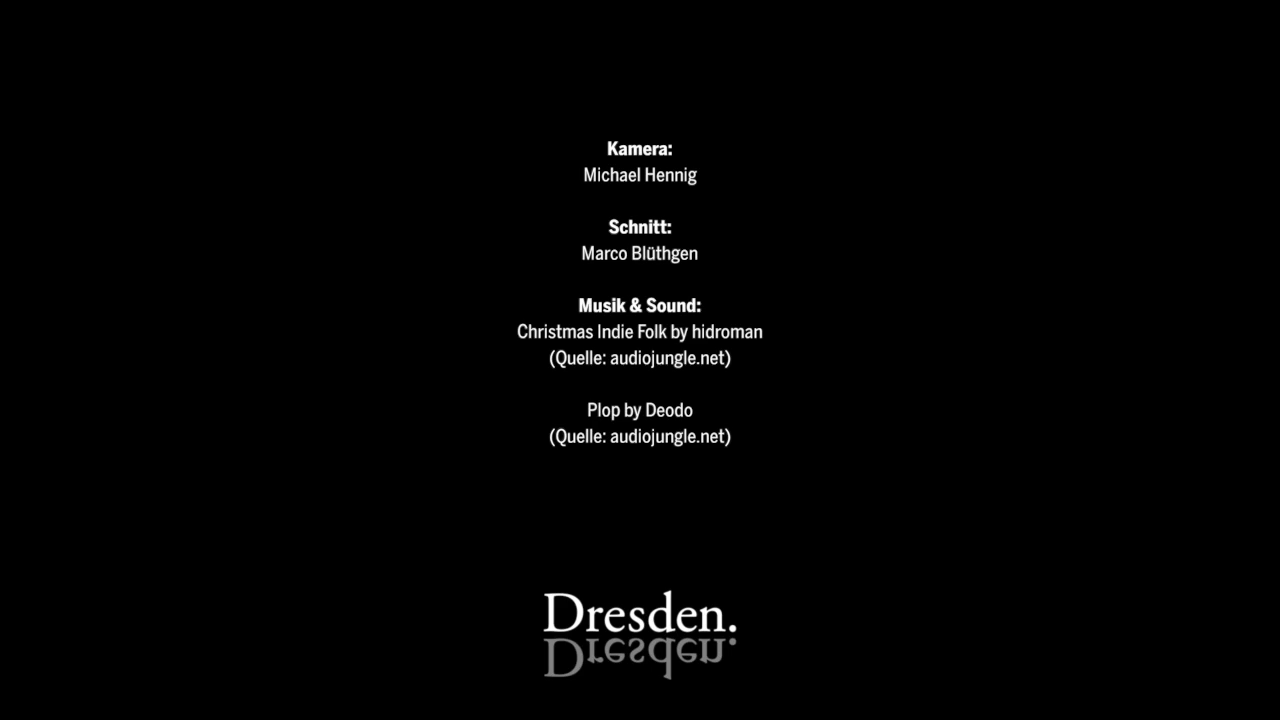 Kamera:
Michael Hennig
Schnitt:
Marco Blüthgen
Musik & Sound:
Christmas Indie Folk by hidroman
(Quelle: audiojungle.net)
Plop by Deodo
(Quelle: audiojungle.net)
Dresden.
Dresden.